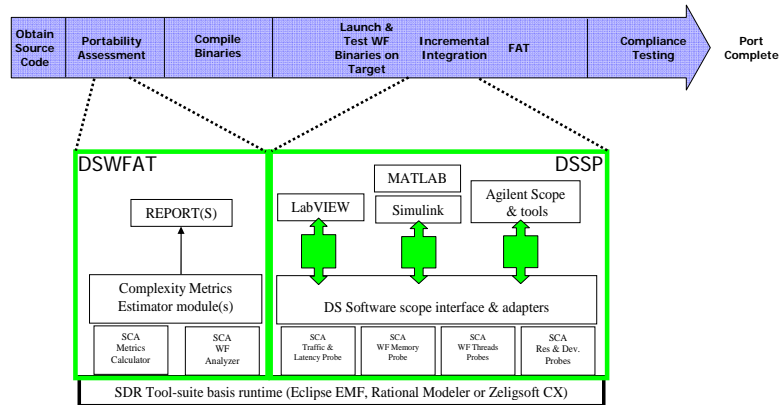 Obtain
Source
Code
Portability
Assessment
Compile
Binaries
Launch &
Test WF
Binaries on
Target
Incremental
Integration
FAT
Compliance
Testing
Port
Complete
DSWFAT
REPORT(S)
Complexity Metrics
Estimator module(s)
SCA
Metrics
Calculator
SCA
WF
Analyzer
DSSP
LabVIEW
MATLAB
Simulink
Agilent Scope
& tools
DS Software scope interface & adapters
SCA
Traffic &
Latency Probe
SCA
WF Memory
Probe
SCA
WF Threads
Probes
SCA
Res & Dev.
Probes
SDR Tool-suite basis runtime (Eclipse EMF, Rational Modeler or Zeligsoft CX)